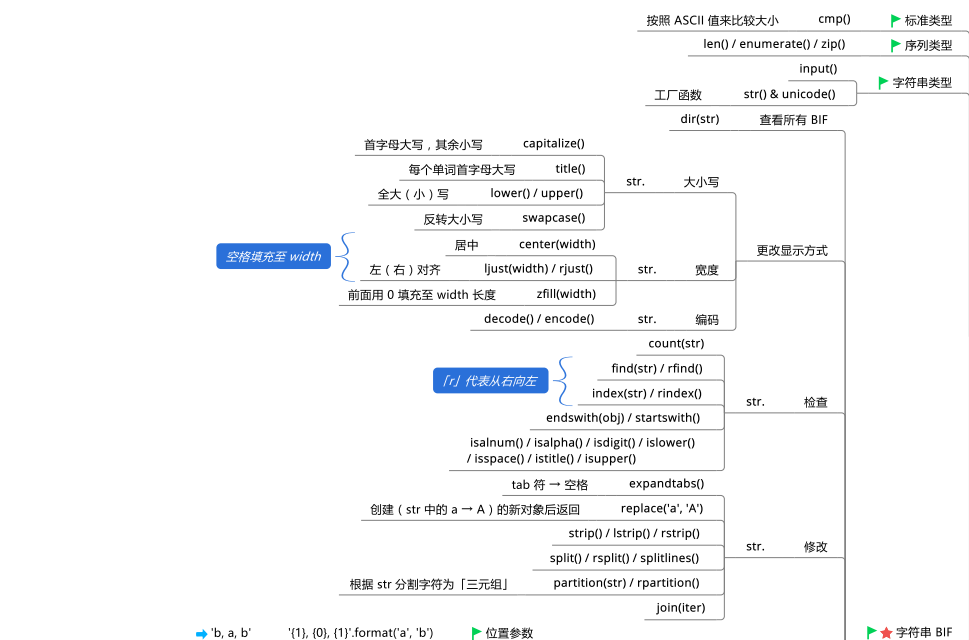 按照 ASCII 值来比较大小 cmp() 标准类型
len() / enumerate() / zip() 序列类型
input()
字符串类型
工厂函数 str() & unicode()
dir(str) 查看所有 BIF
首字母大写，其余小写 capitalize()
每个单词首字母大写 title()
str. 大小写
全大（小）写 lower() / upper()
反转大小写 swapcase()
居中 center(width)
更改显示方式
空格填充至 width
左（右）对齐 ljust(width) / rjust() str. 宽度
前面用 0 填充至 width 长度 zfill(width)
decode() / encode() str. 编码
count(str)
find(str) / rfind()
「r」代表从右向左
index(str) / rindex()
str. 检查
endswith(obj) / startswith()
isalnum() / isalpha() / isdigit() / islower()
/ isspace() / istitle() / isupper()
tab 符 → 空格 expandtabs()
创建（str 中的 a → A）的新对象后返回 replace('a', 'A')
strip() / lstrip() / rstrip()
str. 修改
split() / rsplit() / splitlines()
根据 str 分割字符为「三元组」 partition(str) / rpartition()
join(iter)
'b, a, b' '{1}, {0}, {1}'.format('a', 'b') 位置参数 字符串 BIF